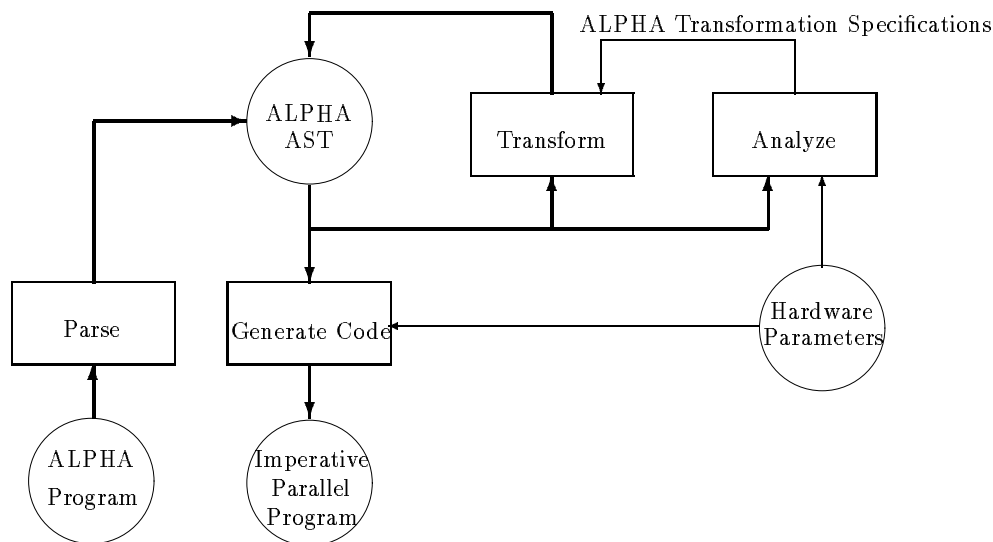 ALPHA Transformation Specifications
ALPHA
AST
Transform
Analyze
Parse
Generate Code
Hardware
Parameters
ALPHA
Program
Imperative
Parallel
Program